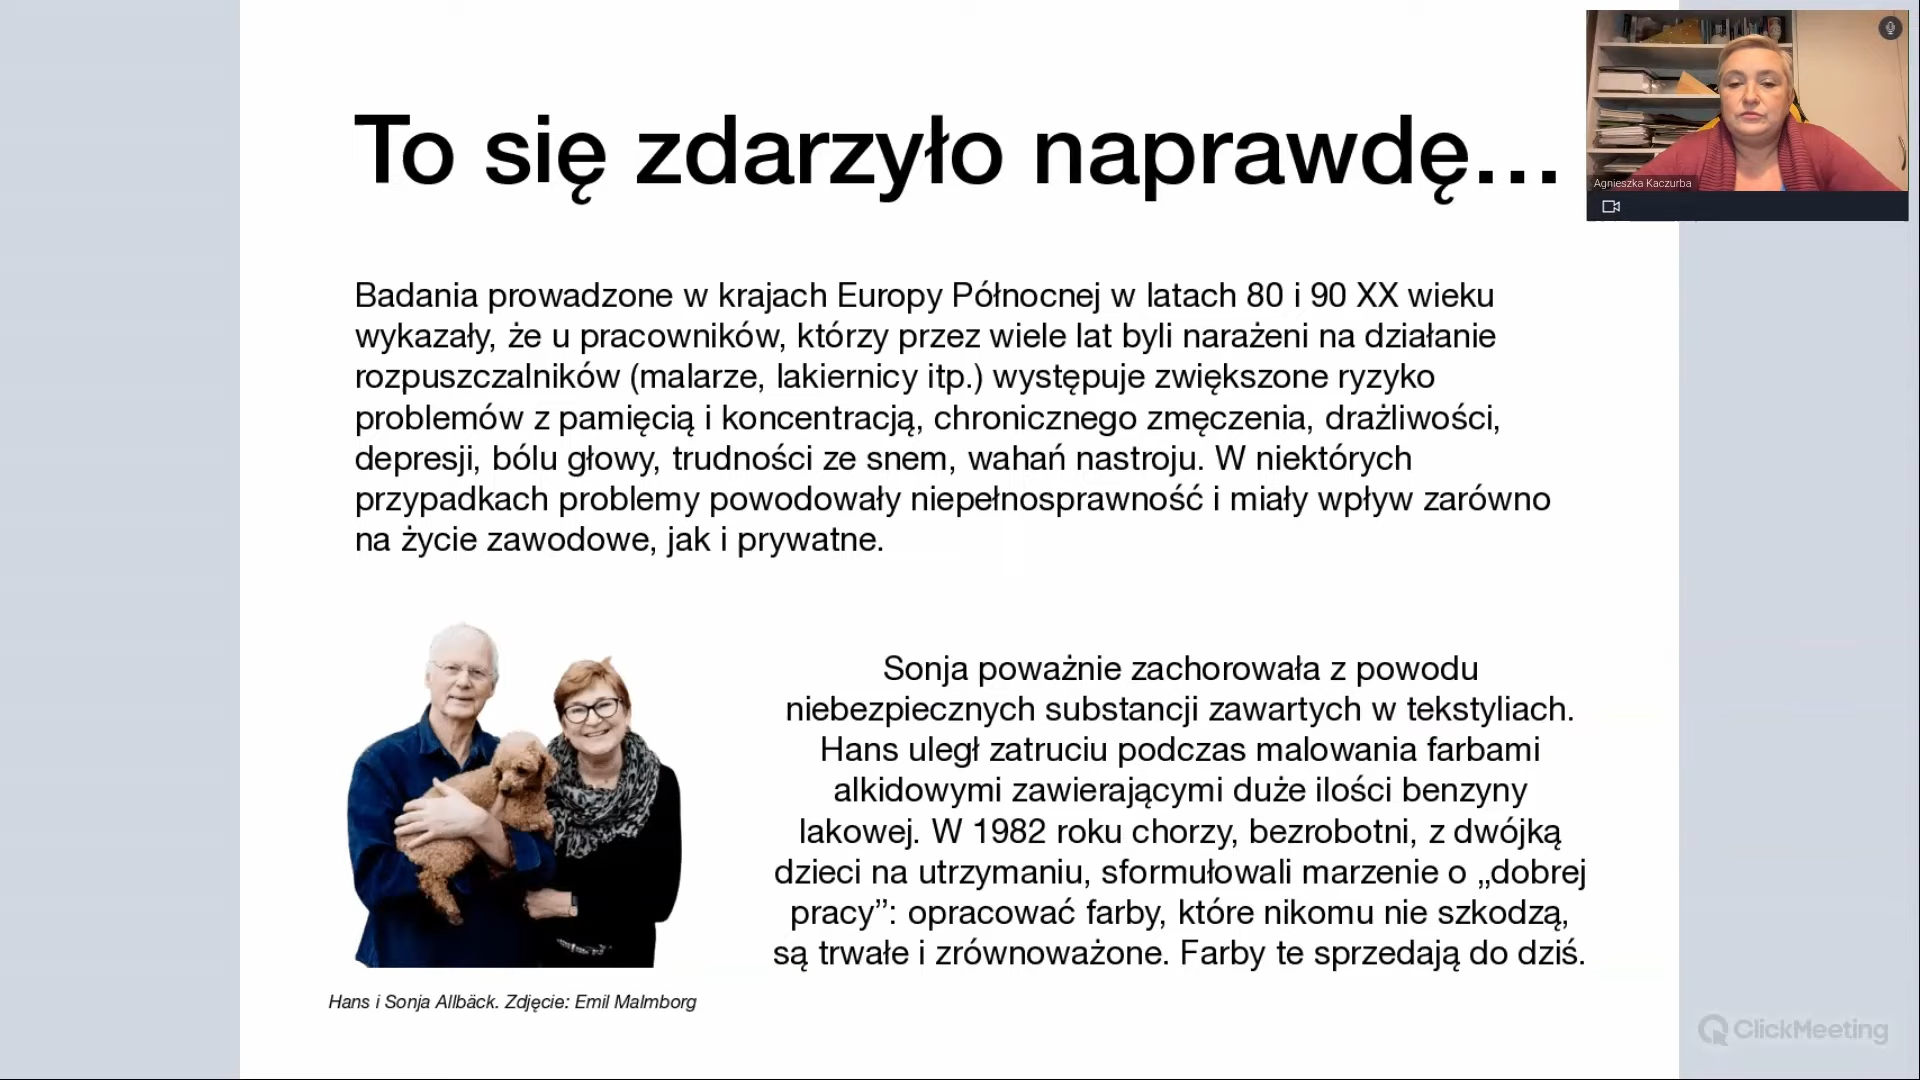 To się zdarzyło naprawdę...
Agnieszka Kaczurba
Badania prowadzone w krajach Europy Północnej w latach 80 i 90 XX wieku
wykazały, że u pracowników, którzy przez wiele lat byli narażeni na działanie
rozpuszczalników (malarze, lakiernicy itp.) występuje zwiększone ryzyko
problemów z pamięcią i koncentracją, chronicznego zmęczenia, drażliwości,
depresji, bólu głowy, trudności ze snem, wahań nastroju. W niektórych
przypadkach problemy powodowały niepełnosprawność i miały wpływ zarówno
na życie zawodowe, jak i prywatne.
Sonja poważnie zachorowała z powodu
niebezpiecznych substancji zawartych w tekstyliach.
Hans uległ zatruciu podczas malowania farbami
alkidowymi zawierającymi duże ilości benzyny
lakowej. W 1982 roku chorzy, bezrobotni, z dwójką
dzieci na utrzymaniu, sformułowali marzenie o „dobrej
pracy”: opracować farby, które nikomu nie szkodzą,
są trwałe i zrównoważone. Farby te sprzedają do dziś.
Hans i Sonja Allbäck. Zdjęcie: Emil Malmborg
ClickMeeting